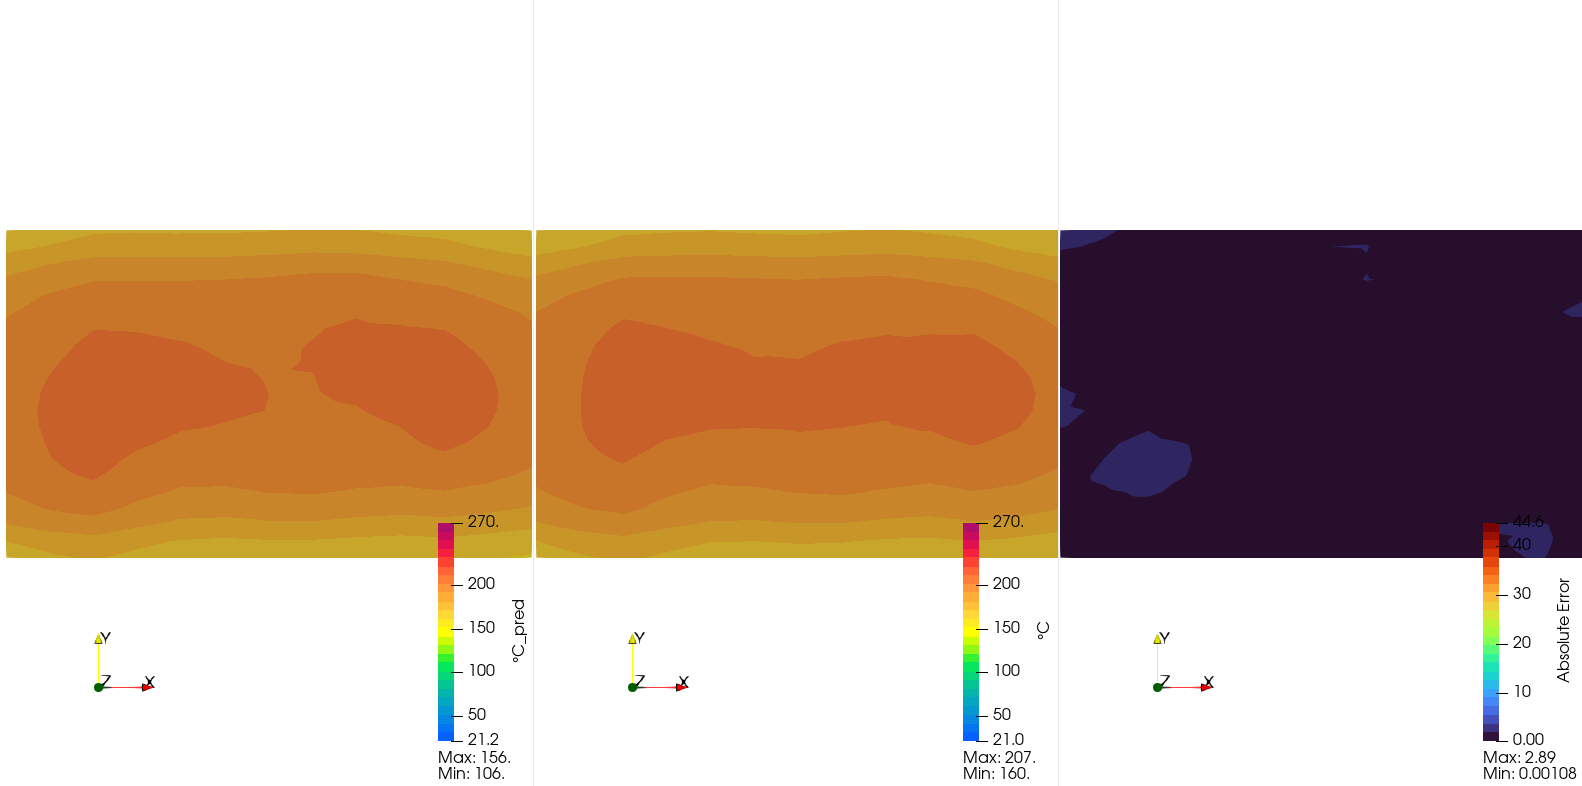 270.
200
150
100
50
21.2
°C_pred
Max: 156.
Min: 106.
Y
Z
X
270.
200
150
100
50
21.0
°C
Max: 207.
Min: 160.
Y
Z
X
44.6
40
30
20
10
0.00
Absolute Error
Max: 2.89
Min: 0.00108
Y
Z
X